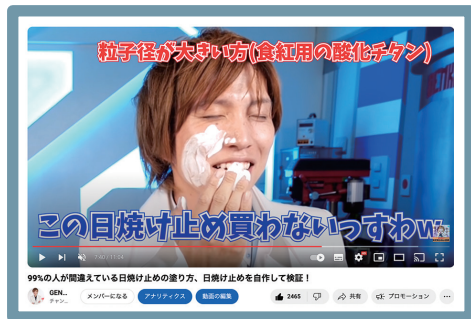 粒子径が大きい方(食紅用の酸化チタン)
この日焼け止め買わないっすわw
99%の人が間違えている日焼け止めの塗り方、日焼け止めを自作して検証！
GEN...
チャン...
メンバーになる
アナリティクス
動画の編集
2465
共有
プロモーション